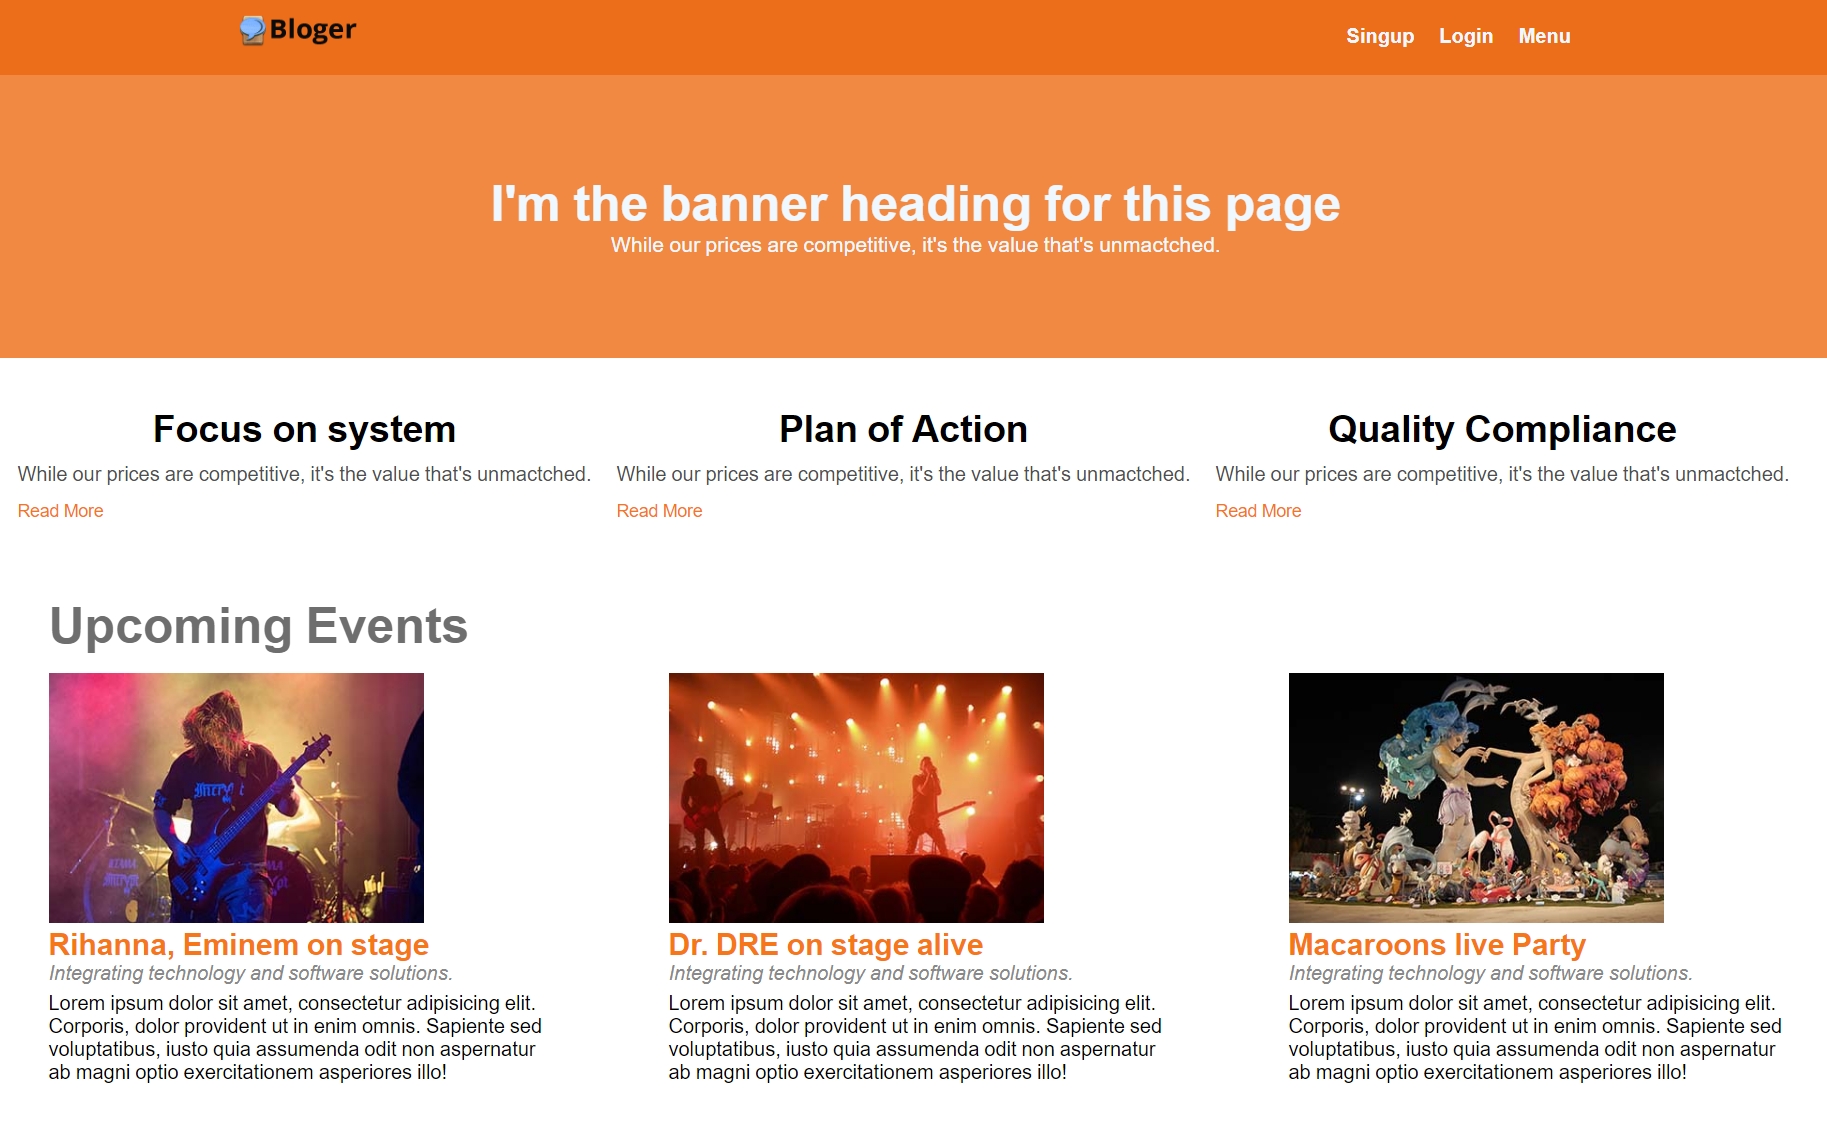 Bloger
Singup Login Menu
I'm the banner heading for this page
While our prices are competitive, it's the value that's unmactched.
Focus on system
While our prices are competitive, it's the value that's unmactched.
Read More
Plan of Action
While our prices are competitive, it's the value that's unmactched.
Read More
Quality Compliance
While our prices are competitive, it's the value that's unmactched.
Read More
Upcoming Events
Rihanna, Eminem on stage
Integrating technology and software solutions.
Lorem ipsum dolor sit amet, consectetur adipisicing elit.
Corporis, dolor provident ut in enim omnis. Sapiente sed
voluptatibus, iusto quia assumenda odit non aspernatur
ab magni optio exercitationem asperiores illo!
Dr. DRE on stage alive
Integrating technology and software solutions.
Lorem ipsum dolor sit amet, consectetur adipisicing elit.
Corporis, dolor provident ut in enim omnis. Sapiente sed
voluptatibus, iusto quia assumenda odit non aspernatur
ab magni optio exercitationem asperiores illo!
Macaroons live Party
Integrating technology and software solutions.
Lorem ipsum dolor sit amet, consectetur adipisicing elit.
Corporis, dolor provident ut in enim omnis. Sapiente sed
voluptatibus, iusto quia assumenda odit non aspernatur
ab magni optio exercitationem asperiores illo!